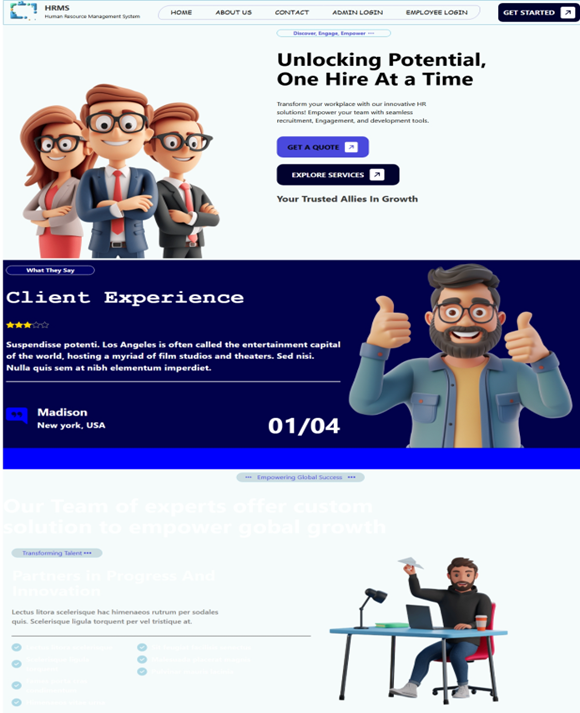 HRMS
Human Resource Management System
HOME
ABOUT US
CONTACT
ADMIN LOGIN
EMPLOYEE LOGIN
GET STARTED
Discover, Engage, Empower
Unlocking Potential,
One Hire At a Time
Transform your workplace with our innovative HR
solutions! Empower your team with seamless
recruitment, Engagement, and development tools.
GET A QUOTE
EXPLORE SERVICES
Your Trusted Allies In Growth
What They Say
Client Experience
Suspendisse potenti. Los Angeles is often called the entertainment capital
of the world, hosting a myriad of film studios and theaters. Sed nisi.
Nulla quis sem at nibh elementum imperdiet.
Madison
New york, USA
01/04
Empowering Global Success
Our Team of experts offer custom
solution to empower gobal growth
Transforming Talent
Partners in Progress And
Innovation
Lectus litora scelerisque hac himenaeos rutrum per sodales
quis. Scelerisque ligula torquent per vel tristique at.